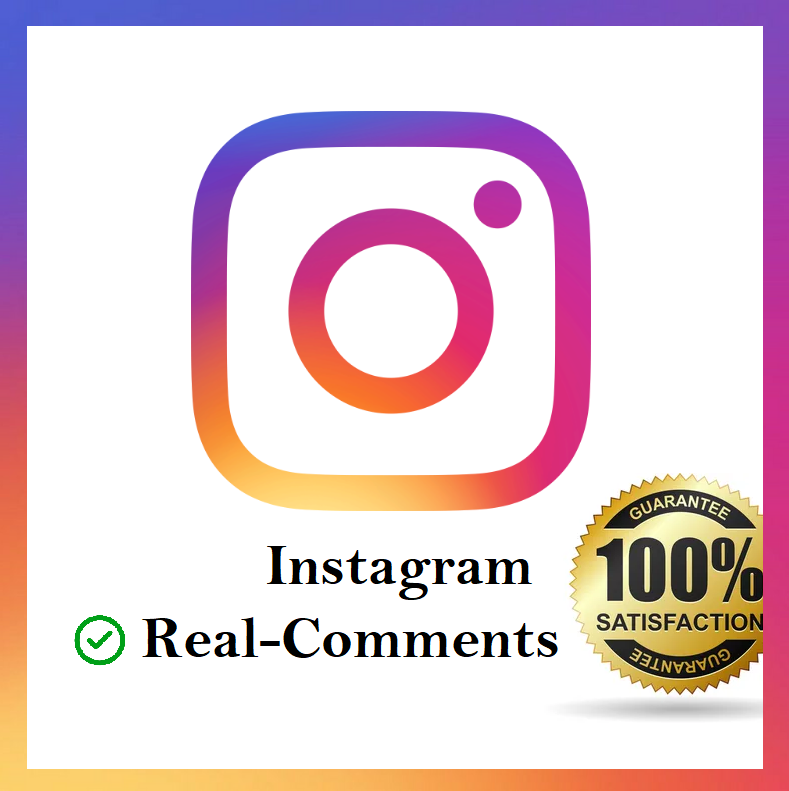 Instagram
Real-Comments
GUARANTEE
100%
SATISFACTION
GUARANTEE